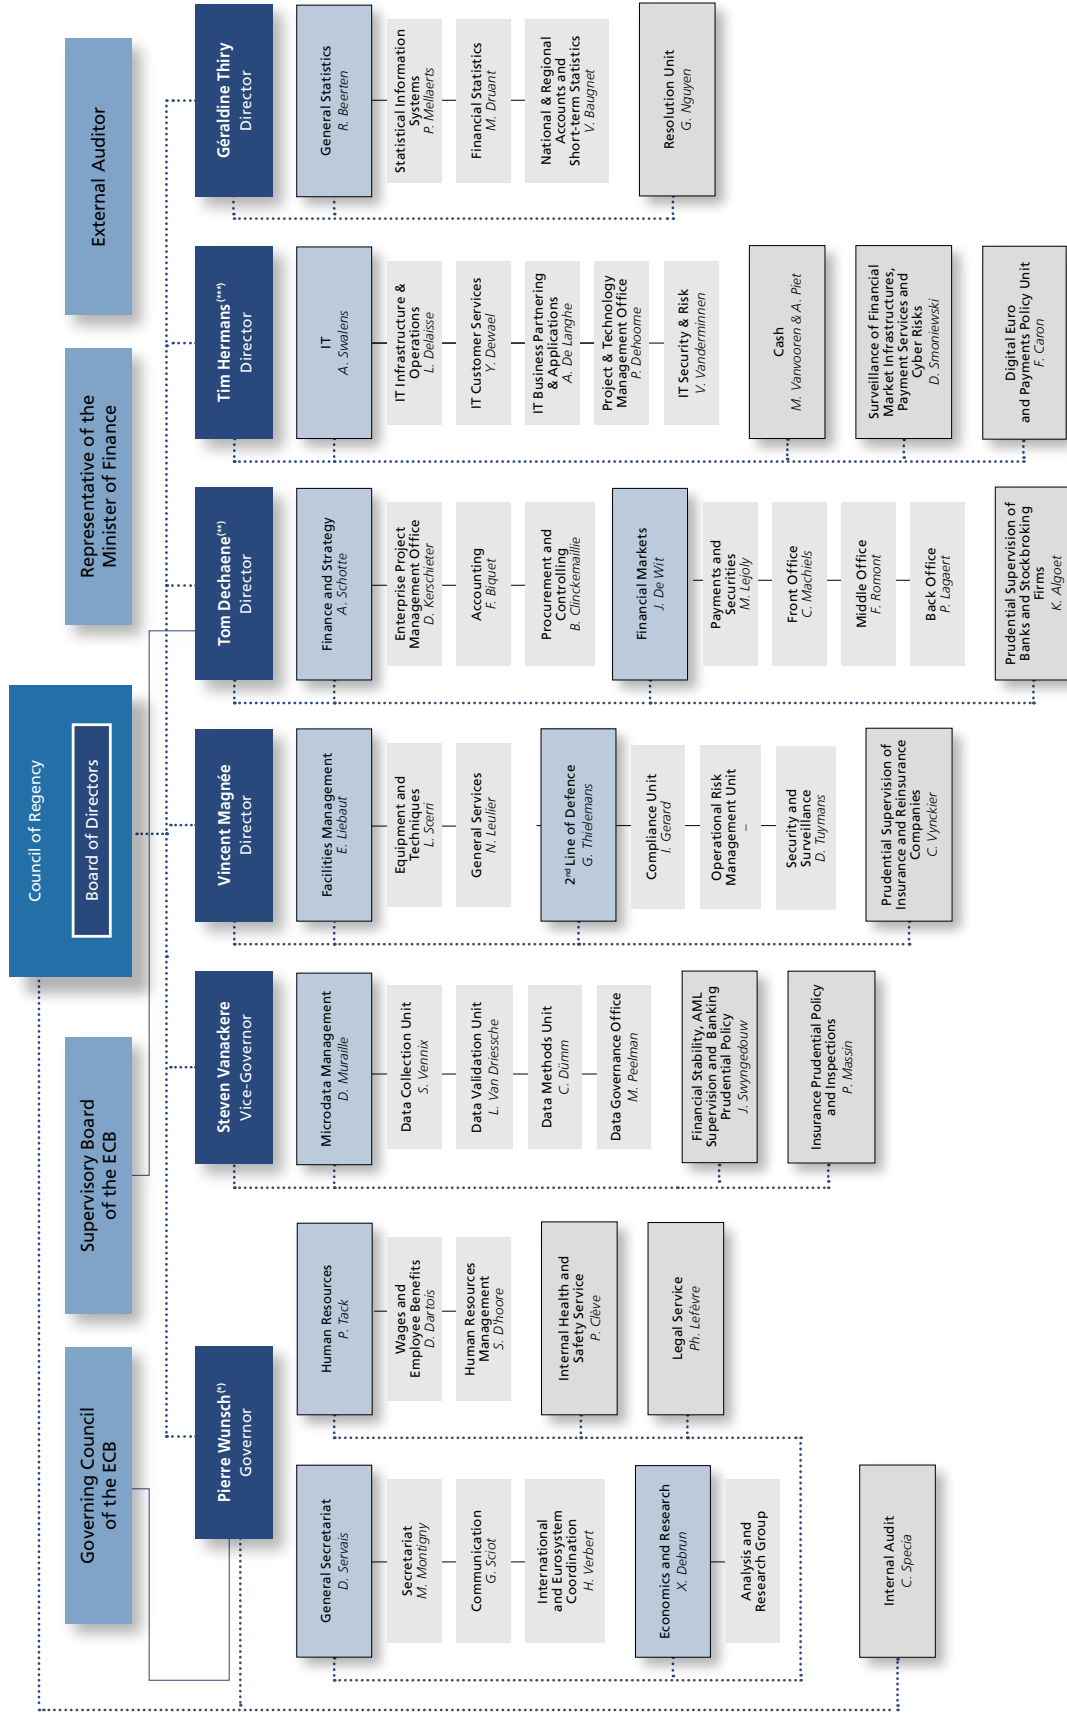 Council of Regency
Board of Directors
Governing Council
of the ECB
Supervisory Board
of the ECB
Representative of the
Minister of Finance
External Auditor
Pierre Wunsch(*)
Governor
Steven Vanackere
Vice-Governor
Vincent Magnée
Director
Tom Dechaene(**)
Director
Tim Hermans(***)
Director
Géraldine Thiry
Director
General Secretariat
D. Servais
Secretariat
M. Montigny
Communication
G. Sciot
International
and Eurosystem
Coordination
H. Verbert
Economics and Research
X. Debrun
Analysis and
Research Group
Internal Audit
C. Specia
Human Resources
P. Tack
Wages and
Employee Benefits
D. Dartois
Human Resources
Management
S. D'hoore
Internal Health and
Safety Service
P. Clève
Legal Service
Ph. Lefèvre
Microdata Management
D. Muraille
Data Collection Unit
S. Vennix
Data Validation Unit
L. Van Driessche
Data Methods Unit
C. Dümm
Data Governance Office
M. Peelman
Financial Stability, AML
Supervision and Banking
Prudential Policy
J. Swyngedouw
Insurance Prudential Policy
and Inspections
P. Massin
Facilities Management
E. Liebaut
Equipment and
Techniques
L. Scerri
General Services
N. Leulier
2nd Line of Defence
G. Thielemans
Compliance Unit
I. Gerard
Operational Risk
Management Unit
–
Security and
Surveillance
D. Tuymans
Prudential Supervision of
Insurance and Reinsurance
Companies
C. Vynckier
Finance and Strategy
A. Schotte
Enterprise Project
Management Office
D. Kerschieter
Accounting
F. Biquet
Procurement and
Controlling
B. Clinckemaillie
Financial Markets
J. De Wit
Payments and
Securities
M. Lejoly
Front Office
C. Machiels
Middle Office
F. Romont
Back Office
P. Lagaert
Prudential Supervision of
Banks and Stockbroking
Firms
K. Algoet
IT
A. Swalens
IT Infrastructure &
Operations
L. Delaisse
IT Customer Services
Y. Dewael
IT Business Partnering
& Applications
A. De Langhe
Project & Technology
Management Office
P. Dehoorne
IT Security & Risk
V. Vanderminnen
Cash
M. Vanvooren & A. Piet
Surveillance of Financial
Market Infrastructures,
Payment Services and
Cyber Risks
D. Smoniewski
Digital Euro
and Payments Policy Unit
F. Caron
General Statistics
R. Beerten
Statistical Information
Systems
P. Mellaerts
Financial Statistics
M. Druant
National & Regional
Accounts and
Short-term Statistics
V. Baugnet
Resolution Unit
G. Nguyen